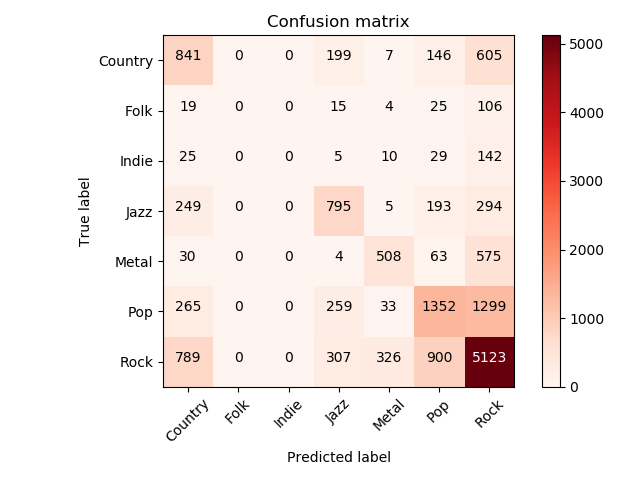 Confusion matrix
Country 841 0 0 199 7 146 605
Folk 19 0 0 15 4 25 106
Indie 25 0 0 5 10 29 142
Jazz 249 0 0 795 5 193 294
Metal 30 0 0 4 508 63 575
Pop 265 0 0 259 33 1352 1299
Rock 789 0 0 307 326 900 5123
Country Folk Indie Jazz Metal Pop Rock
Predicted label
True label
5000
4000
3000
2000
1000
0